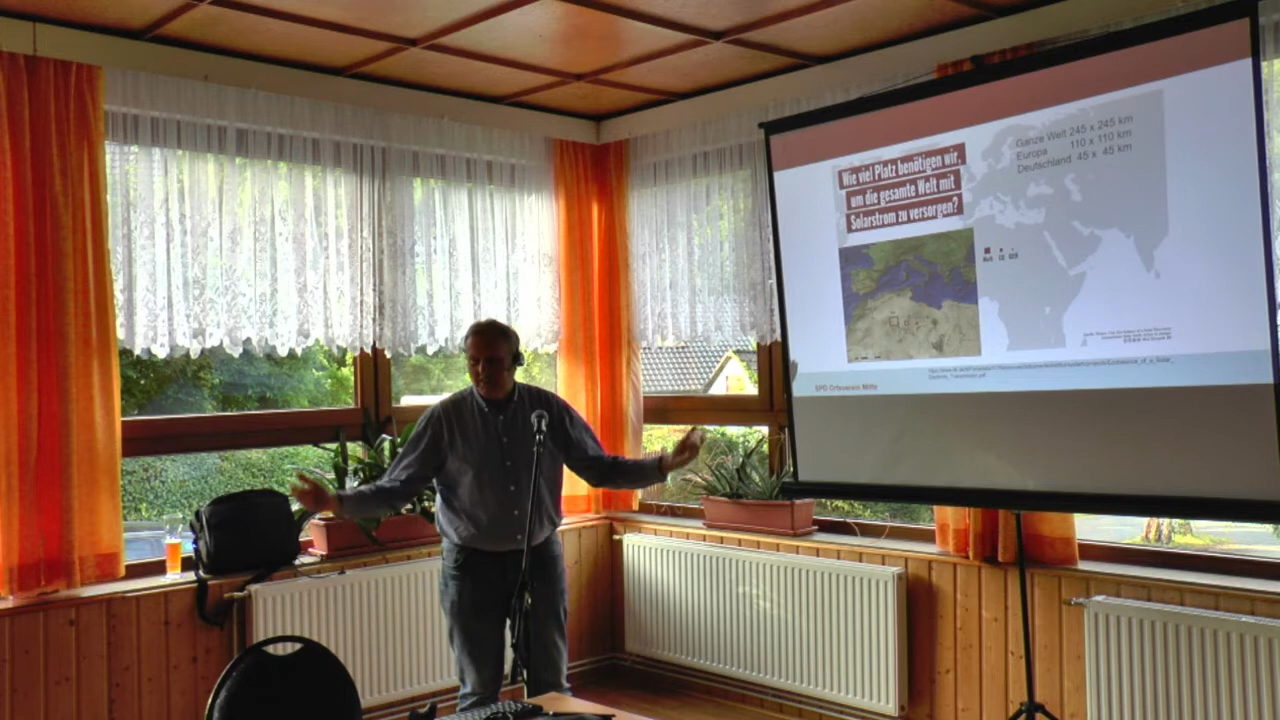 Ganze Welt 245 x 245 km
Europa 110 x 110 km
Deutschland 45 x 45 km
Wie viel Platz benötigen wir,
um die gesamte Welt mit
Solarstrom zu versorgen?
Welt
SPD Ortsverein Mitte